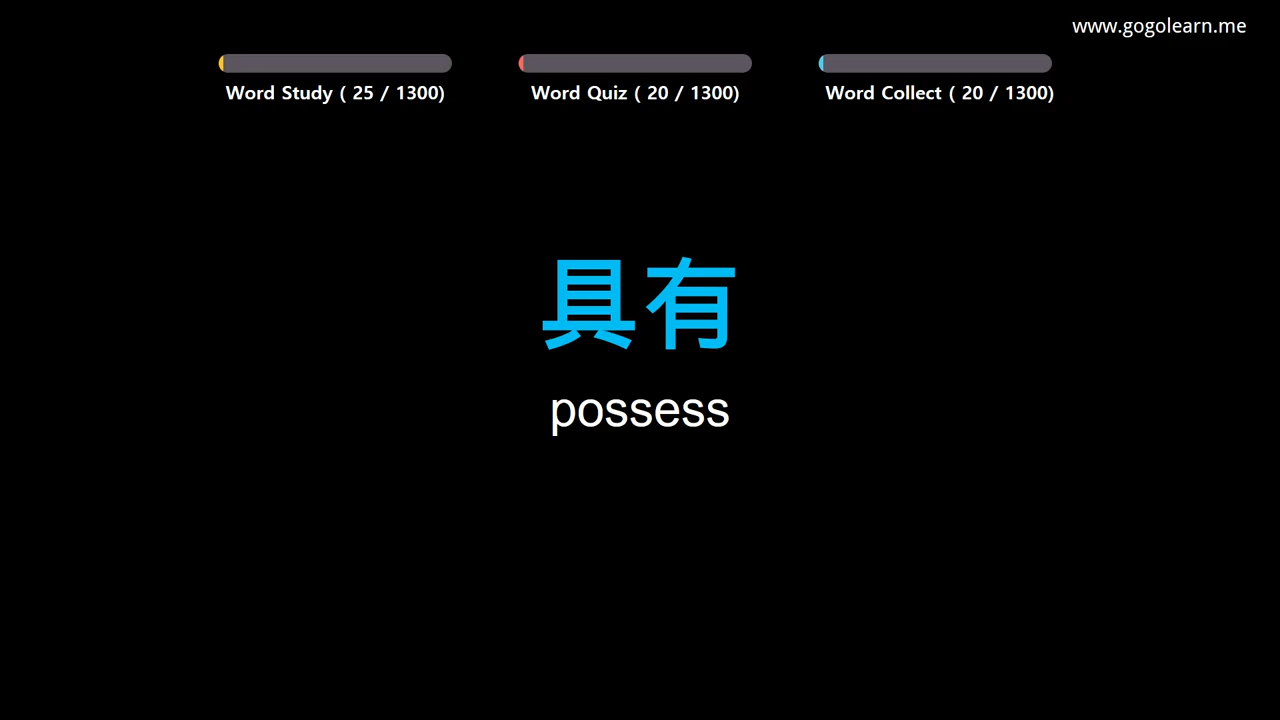 www.gogolearn.me
Word Study ( 25 / 1300)
Word Quiz ( 20 / 1300)
Word Collect ( 20 / 1300)
具有
possess